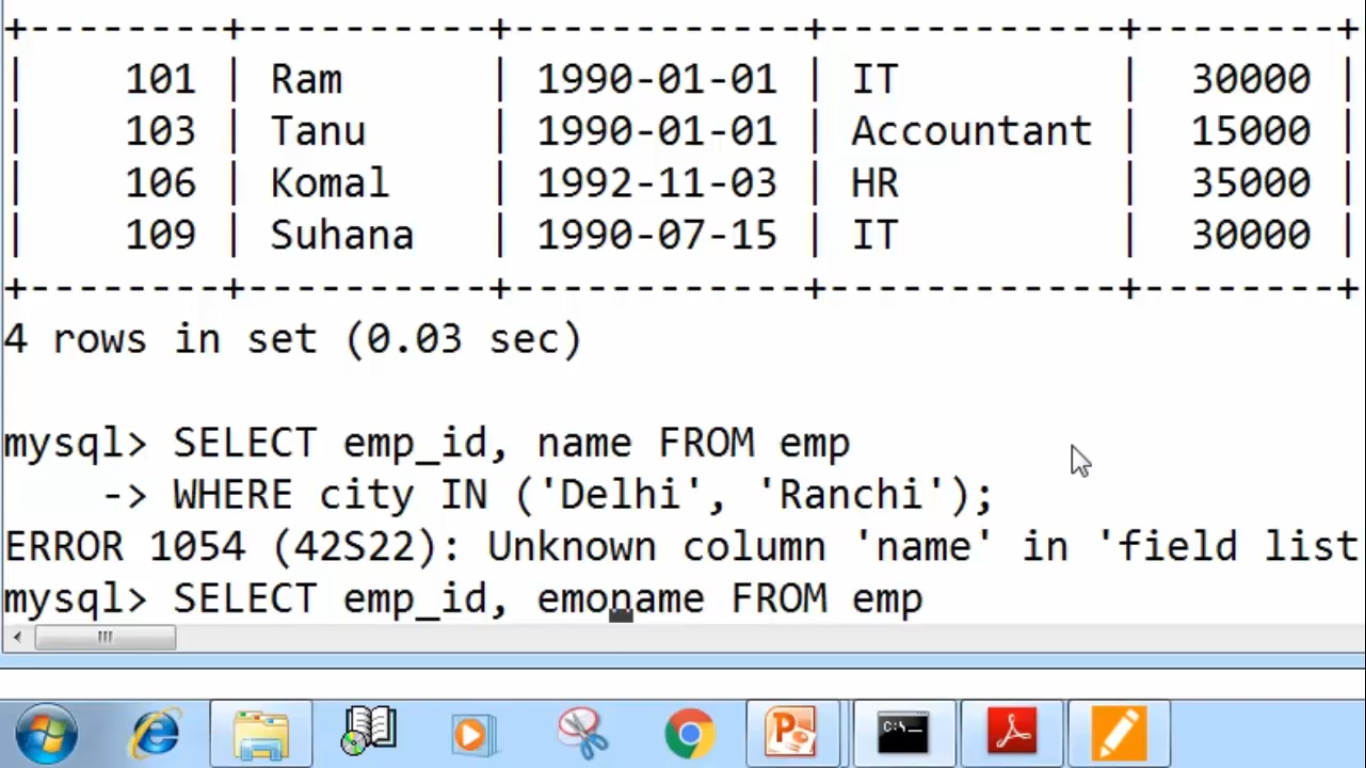 +--------+----------+------------+------------+--------+
|    101 | Ram      | 1990-01-01 | IT         |  30000 |
|    103 | Tanu     | 1990-01-01 | Accountant |  15000 |
|    106 | Komal    | 1992-11-03 | HR         |  35000 |
|    109 | Suhana   | 1990-07-15 | IT         |  30000 |
+--------+----------+------------+------------+--------+
4 rows in set (0.03 sec)
mysql> SELECT emp_id, name FROM emp
    -> WHERE city IN ('Delhi', 'Ranchi');
ERROR 1054 (42S22): Unknown column 'name' in 'field list
mysql> SELECT emp_id, emoname FROM emp
C:\_